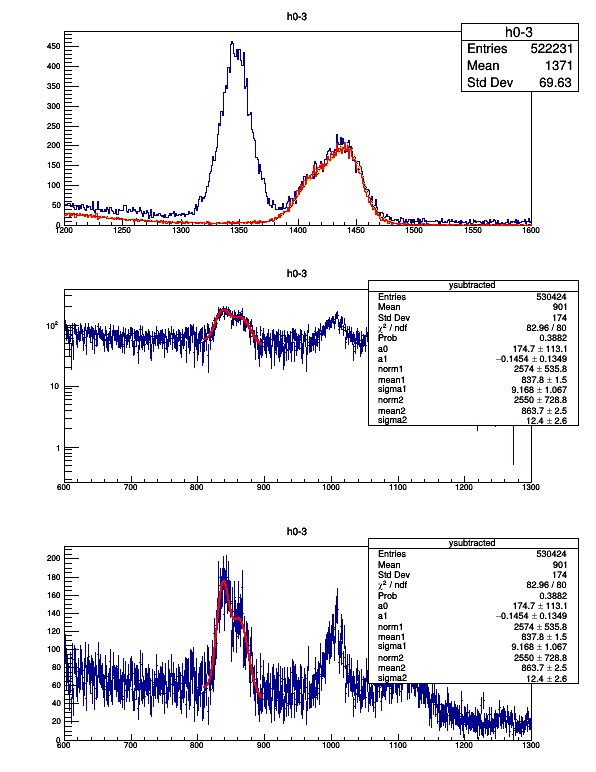 h0-3
h0-3
Entries 522231
Mean 1371
Std Dev 69.63
450
400
350
300
250
200
150
100
50
0
1200 1250 1300 1350 1400 1450 1500 1550 1600
h0-3
ysubtracted
Entries 530424
Mean 901
Std Dev 174
χ² / ndf 82.96 / 80
Prob 0.3882
a0 174.7 ± 113.1
a1 −0.1454 ± 0.1349
norm1 2574 ± 535.8
mean1 837.8 ± 1.5
sigma1 9.168 ± 1.067
norm2 2550 ± 728.8
mean2 863.7 ± 2.5
sigma2 12.4 ± 2.6
10²
10
1
600 700 800 900 1000 1100 1200 1300
h0-3
ysubtracted
Entries 530424
Mean 901
Std Dev 174
χ² / ndf 82.96 / 80
Prob 0.3882
a0 174.7 ± 113.1
a1 −0.1454 ± 0.1349
norm1 2574 ± 535.8
mean1 837.8 ± 1.5
sigma1 9.168 ± 1.067
norm2 2550 ± 728.8
mean2 863.7 ± 2.5
sigma2 12.4 ± 2.6
200
180
160
140
120
100
80
60
40
20
0
600 700 800 900 1000 1100 1200 1300